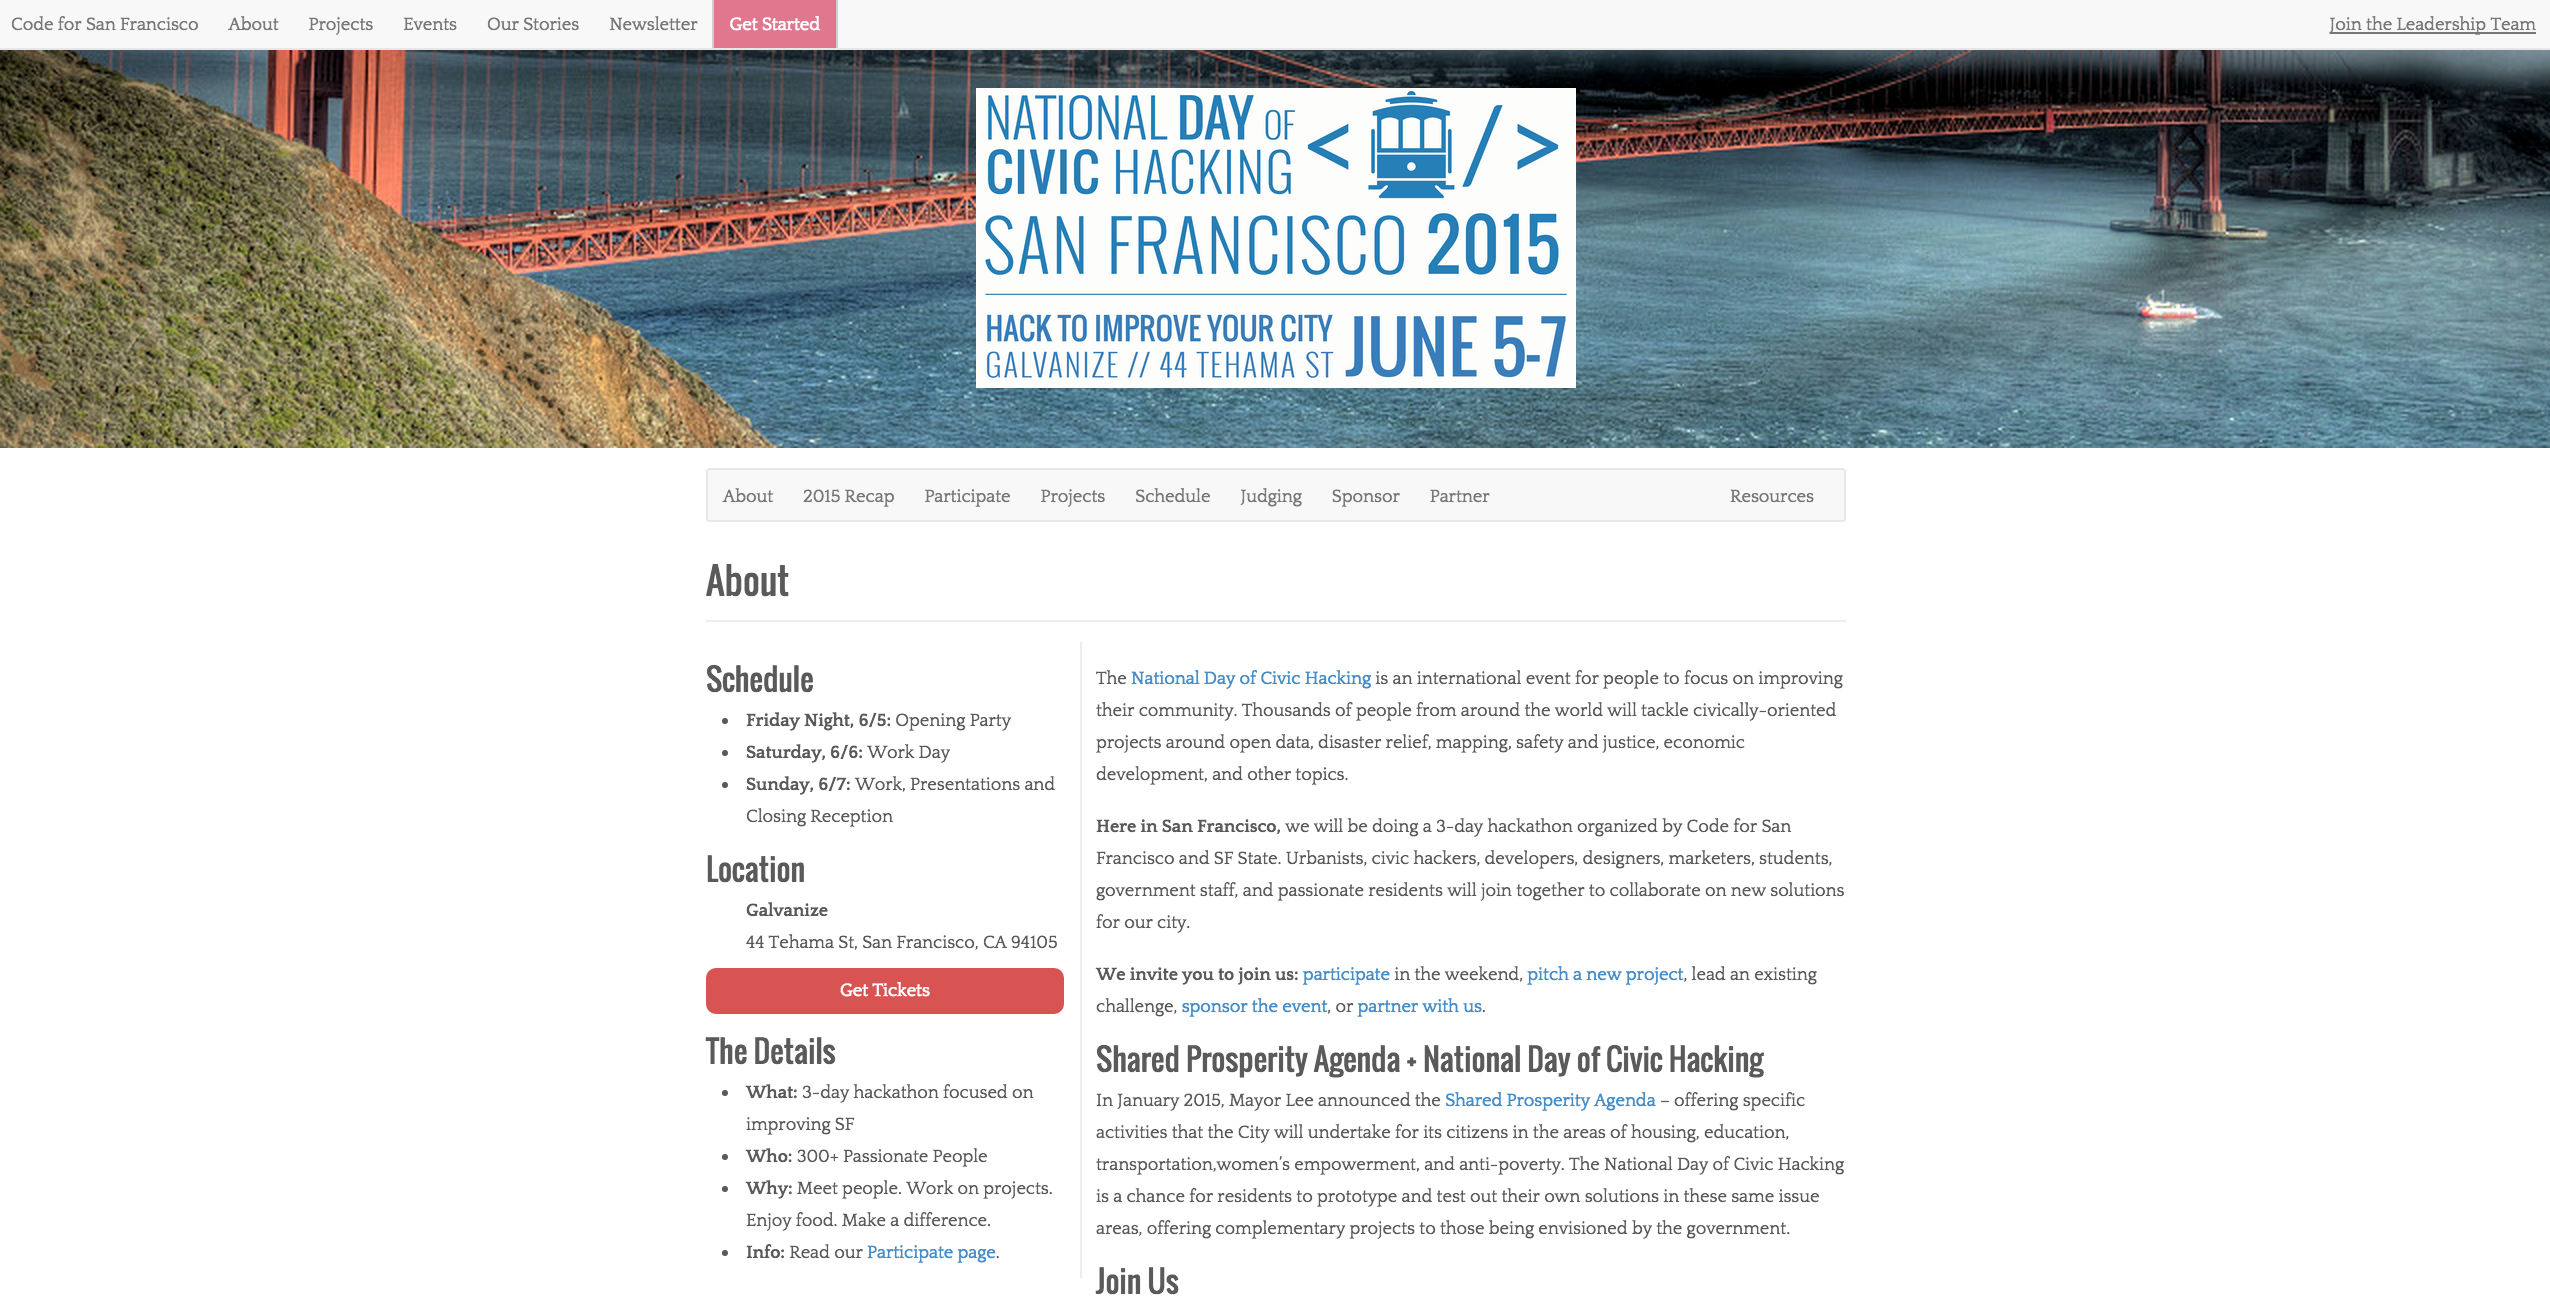 Code for San Francisco About Projects Events Our Stories Newsletter Get Started Join the Leadership Team
NATIONAL DAY OF
CIVIC HACKING
< / >
SAN FRANCISCO 2015
HACK TO IMPROVE YOUR CITY
GALVANIZE // 44 TEHAMA ST
JUNE 5-7
About 2015 Recap Participate Projects Schedule Judging Sponsor Partner Resources
About
Schedule
• Friday Night, 6/5: Opening Party
• Saturday, 6/6: Work Day
• Sunday, 6/7: Work, Presentations and
Closing Reception
Location
Galvanize
44 Tehama St, San Francisco, CA 94105
Get Tickets
The Details
• What: 3-day hackathon focused on
improving SF
• Who: 300+ Passionate People
• Why: Meet people. Work on projects.
Enjoy food. Make a difference.
• Info: Read our Participate page.
The National Day of Civic Hacking is an international event for people to focus on improving
their community. Thousands of people from around the world will tackle civically-oriented
projects around open data, disaster relief, mapping, safety and justice, economic
development, and other topics.
Here in San Francisco, we will be doing a 3-day hackathon organized by Code for San
Francisco and SF State. Urbanists, civic hackers, developers, designers, marketers, students,
government staff, and passionate residents will join together to collaborate on new solutions
for our city.
We invite you to join us: participate in the weekend, pitch a new project, lead an existing
challenge, sponsor the event, or partner with us.
Shared Prosperity Agenda + National Day of Civic Hacking
In January 2015, Mayor Lee announced the Shared Prosperity Agenda – offering specific
activities that the City will undertake for its citizens in the areas of housing, education,
transportation,women's empowerment, and anti-poverty. The National Day of Civic Hacking
is a chance for residents to prototype and test out their own solutions in these same issue
areas, offering complementary projects to those being envisioned by the government.
Join Us